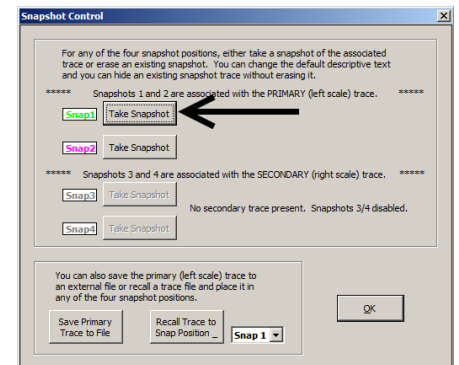 Snapshot Control
For any of the four snapshot positions, either take a snapshot of the associated
trace or erase an existing snapshot. You can change the default descriptive text
and you can hide an existing snapshot trace without erasing it.
***** Snapshots 1 and 2 are associated with the PRIMARY (left scale) trace. *****
Snap1 Take Snapshot
Snap2 Take Snapshot
***** Snapshots 3 and 4 are associated with the SECONDARY (right scale) trace. *****
Snap3 Take Snapshot
No secondary trace present. Snapshots 3/4 disabled.
Snap4 Take Snapshot
You can also save the primary (left scale) trace to
an external file or recall a trace file and place it in
any of the four snapshot positions.
OK
Save Primary
Trace to File
Recall Trace to
Snap Position _
Snap 1